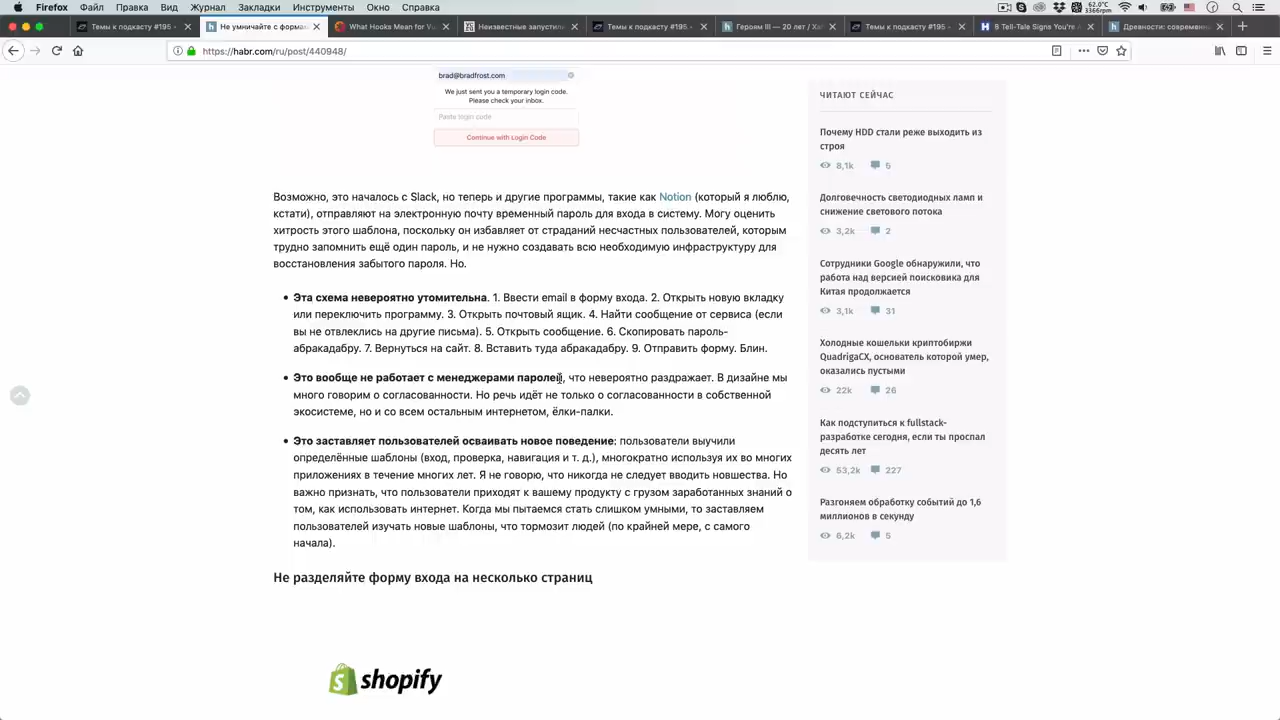 Firefox Файл Правка Вид Журнал Закладки Инструменты Окно Справка
62.0°C
3366rpm
Темы к подкасту #195 -
Не умничайте с формам
What Hooks Mean for Vu
Неизвестные запустили
Темы к подкасту #195 -
Героям III — 20 лет / Хаб
Темы к подкасту #195 -
8 Tell-Tale Signs You're A
Древности: современн
https://habr.com/ru/post/440948/
brad@bradfrost.com
We just sent you a temporary login code.
Please check your inbox.
Paste login code
Continue with Login Code
Возможно, это началось с Slack, но теперь и другие программы, такие как Notion (который я люблю,
кстати), отправляют на электронную почту временный пароль для входа в систему. Могу оценить
хитрость этого шаблона, поскольку он избавляет от страданий несчастных пользователей, которым
трудно запомнить ещё один пароль, и не нужно создавать всю необходимую инфраструктуру для
восстановления забытого пароля. Но.
• Эта схема невероятно утомительна. 1. Ввести email в форму входа. 2. Открыть новую вкладку
или переключить программу. 3. Открыть почтовый ящик. 4. Найти сообщение от сервиса (если
вы не отвлеклись на другие письма). 5. Открыть сообщение. 6. Скопировать пароль-
абракадабру. 7. Вернуться на сайт. 8. Вставить туда абракадабру. 9. Отправить форму. Блин.
• Это вообще не работает с менеджерами паролей, что невероятно раздражает. В дизайне мы
много говорим о согласованности. Но речь идёт не только о согласованности в собственной
экосистеме, но и со всем остальным интернетом, ёлки-палки.
• Это заставляет пользователей осваивать новое поведение: пользователи выучили
определённые шаблоны (вход, проверка, навигация и т. д.), многократно используя их во многих
приложениях в течение многих лет. Я не говорю, что никогда не следует вводить новшества. Но
важно признать, что пользователи приходят к вашему продукту с грузом заработанных знаний о
том, как использовать интернет. Когда мы пытаемся стать слишком умными, то заставляем
пользователей изучать новые шаблоны, что тормозит людей (по крайней мере, с самого
начала).
Не разделяйте форму входа на несколько страниц
shopify
ЧИТАЮТ СЕЙЧАС
Почему HDD стали реже выходить из
строя
8,1k 5
Долговечность светодиодных ламп и
снижение светового потока
3,2k 2
Сотрудники Google обнаружили, что
работа над версией поисковика для
Китая продолжается
3,1k 31
Холодные кошельки криптобиржи
QuadrigaCX, основатель которой умер,
оказались пустыми
22k 26
Как подступиться к fullstack-
разработке сегодня, если ты проспал
десять лет
53,2k 227
Разгоняем обработку событий до 1,6
миллионов в секунду
6,2k 5